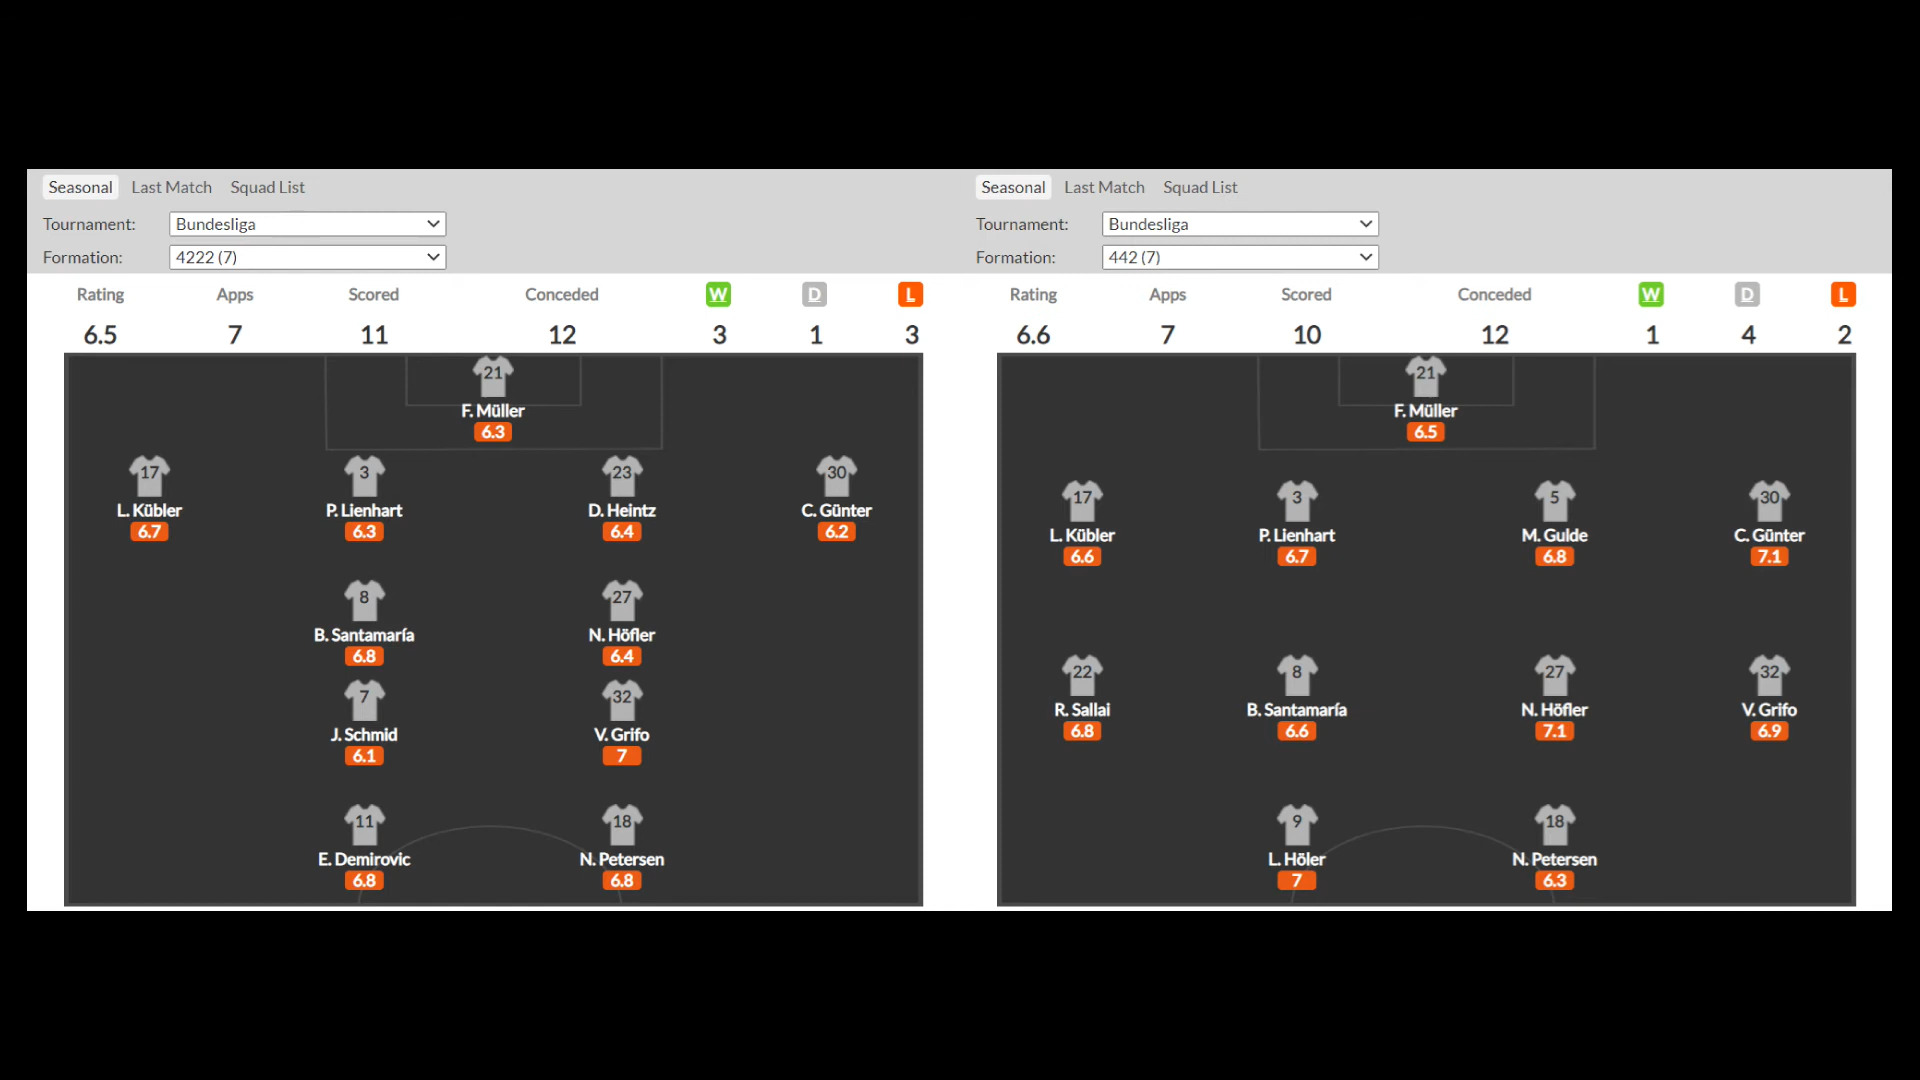 Seasonal Last Match Squad List
Tournament: Bundesliga
Formation: 4222 (7)
Rating Apps Scored Conceded W D L
6.5 7 11 12 3 1 3
21
F. Müller
6.3
17 3 23 30
L. Kübler P. Lienhart D. Heintz C. Günter
6.7 6.3 6.4 6.2
8 27
B. Santamaría N. Höfler
6.8 6.4
7 32
J. Schmid V. Grifo
6.1 7
11 18
E. Demirovic N. Petersen
6.8 6.8
Seasonal Last Match Squad List
Tournament: Bundesliga
Formation: 442 (7)
Rating Apps Scored Conceded W D L
6.6 7 10 12 1 4 2
21
F. Müller
6.5
17 3 5 30
L. Kübler P. Lienhart M. Gulde C. Günter
6.6 6.7 6.8 7.1
22 8 27 32
R. Sallai B. Santamaría N. Höfler V. Grifo
6.8 6.6 7.1 6.9
9 18
L. Höler N. Petersen
7 6.3